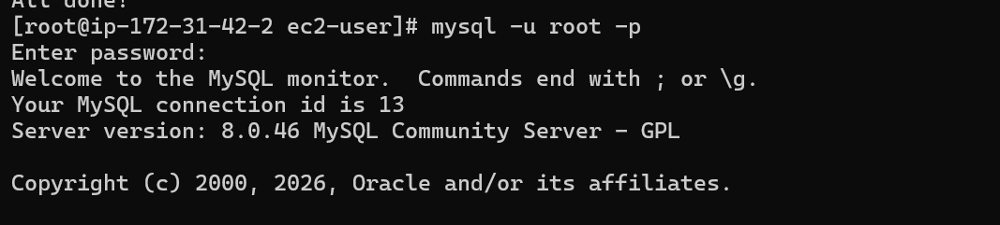 All done!
[root@ip-172-31-42-2 ec2-user]# mysql -u root -p
Enter password:
Welcome to the MySQL monitor.  Commands end with ; or \g.
Your MySQL connection id is 13
Server version: 8.0.46 MySQL Community Server - GPL
Copyright (c) 2000, 2026, Oracle and/or its affiliates.